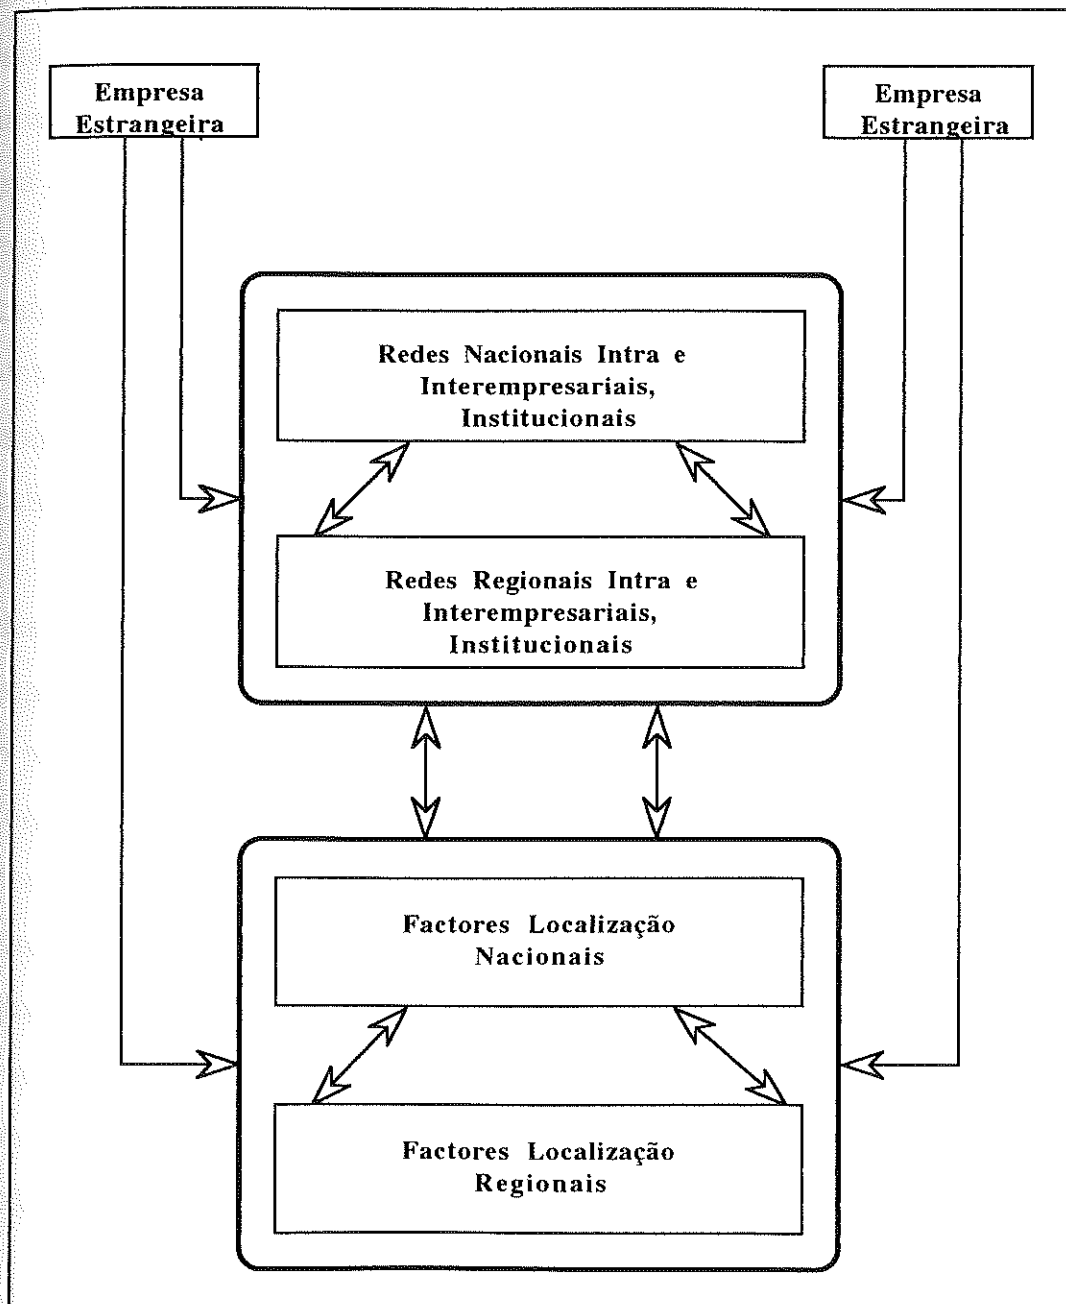 Empresa
Estrangeira
Empresa
Estrangeira
Redes Nacionais Intra e
Interempresariais,
Institucionais
Redes Regionais Intra e
Interempresariais,
Institucionais
Factores Localização
Nacionais
Factores Localização
Regionais